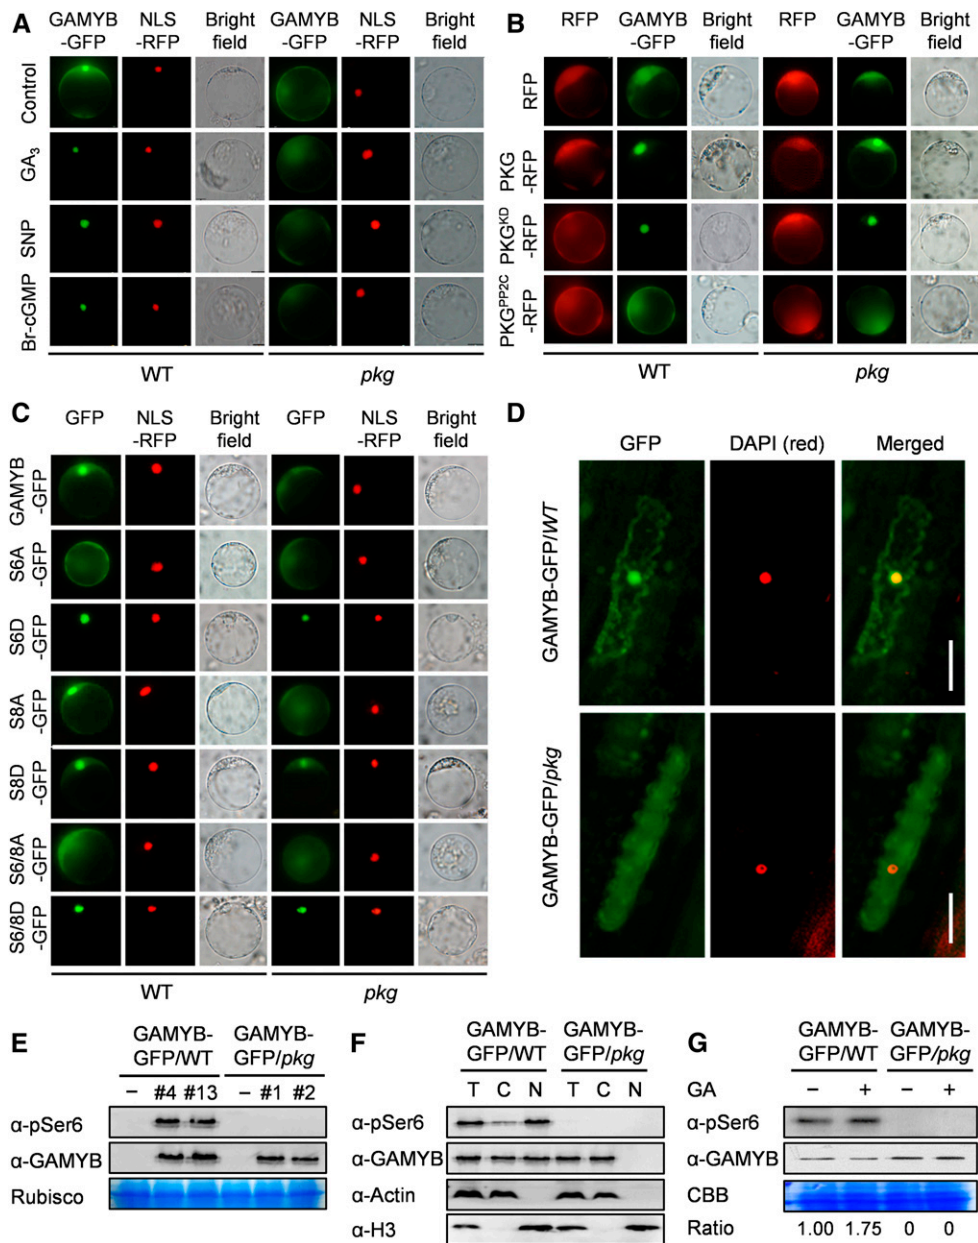 A
GAMYB -GFP
NLS -RFP
Bright field
GAMYB -GFP
NLS -RFP
Bright field
Control
GA3
SNP
Br-cGMP
WT
pkg
B
RFP
GAMYB -GFP
Bright field
RFP
GAMYB -GFP
Bright field
RFP
PKG -RFP
PKG^KD -RFP
PKG^PP2C -RFP
WT
pkg
C
GFP
NLS -RFP
Bright field
GFP
NLS -RFP
Bright field
GAMYB -GFP
S6A -GFP
S6D -GFP
S8A -GFP
S8D -GFP
S6/8A -GFP
S6/8D -GFP
WT
pkg
D
GFP
DAPI (red)
Merged
GAMYB-GFP/WT
GAMYB-GFP/pkg
E
GAMYB-GFP/WT
GAMYB-GFP/pkg
– #4 #13 – #1 #2
α-pSer6
α-GAMYB
Rubisco
F
GAMYB-GFP/WT
GAMYB-GFP/pkg
T C N T C N
α-pSer6
α-GAMYB
α-Actin
α-H3
G
GAMYB-GFP/WT
GAMYB-GFP/pkg
GA – + – +
α-pSer6
α-GAMYB
CBB
Ratio 1.00 1.75 0 0